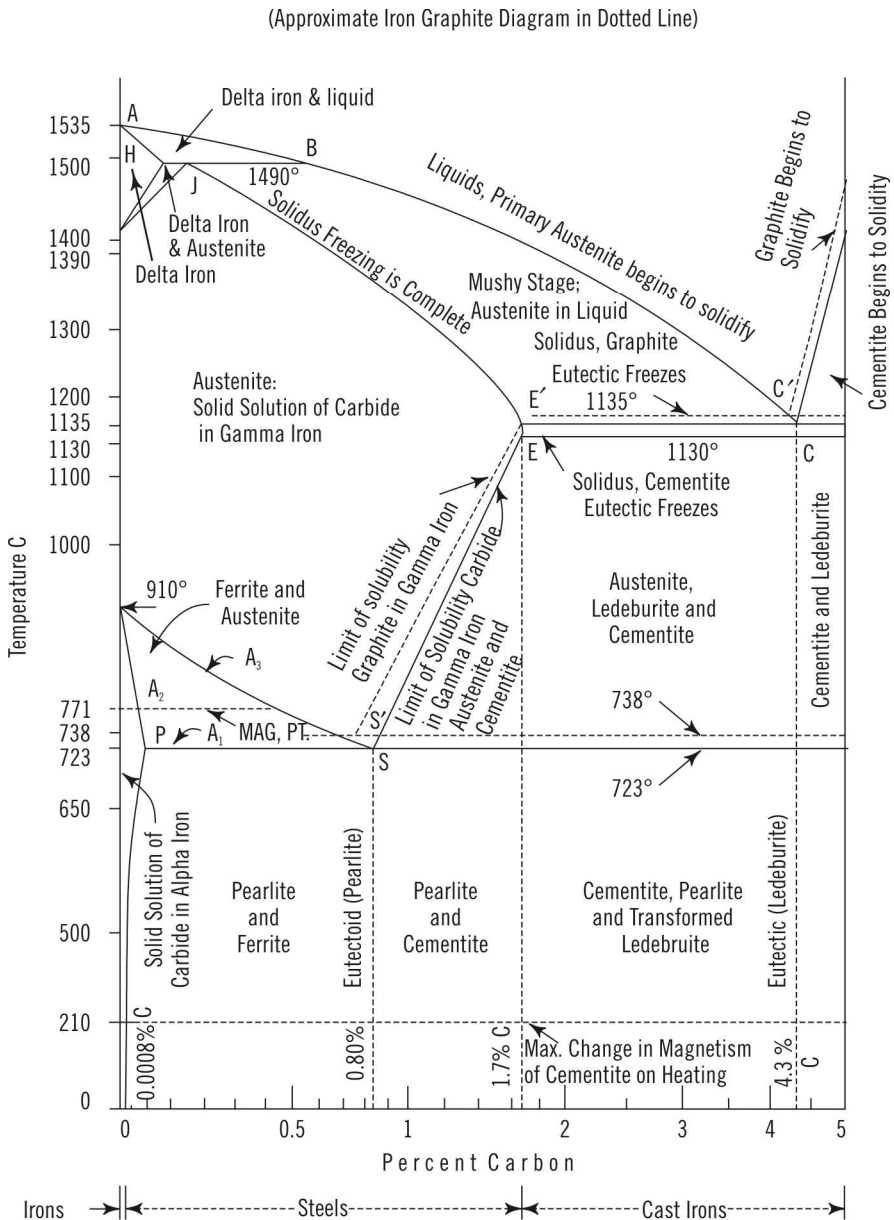 (Approximate Iron Graphite Diagram in Dotted Line)
A
Delta iron & liquid
1535
H
B
1500
J
1490°
Liquids, Primary Austenite begins to solidify
Graphite Begins to
Solidify
Cementite Begins to Solidity
Delta Iron
& Austenite
Delta Iron
Solidus Freezing is Complete
1400
1390
Mushy Stage;
Austenite in Liquid
1300
Solidus, Graphite
Eutectic Freezes
Austenite:
Solid Solution of Carbide
in Gamma Iron
1200
E′
1135°
C′
1135
1130
E
1130°
C
1100
Solidus, Cementite
Eutectic Freezes
1000
Temperature C
Limit of solubility
Graphite in Gamma Iron
Limit of Solubility Carbide
in Gamma Iron
Austenite and
Cementite
Austenite,
Ledeburite and
Cementite
Cementite and Ledeburite
910°
Ferrite and
Austenite
A3
A2
771
738
723
MAG, PT.
P
A1
S′
S
738°
723°
650
Solid Solution of
Carbide in Alpha Iron
Pearlite
and
Ferrite
Eutectoid (Pearlite)
Pearlite
and
Cementite
Cementite, Pearlite
and Transformed
Ledebruite
Eutectic (Ledeburite)
500
210
0.0008% C
0.80%
1.7% C
Max. Change in Magnetism
of Cementite on Heating
4.3 %
C
0
0 0.5 1 2 3 4 5
Percent Carbon
Irons Steels Cast Irons